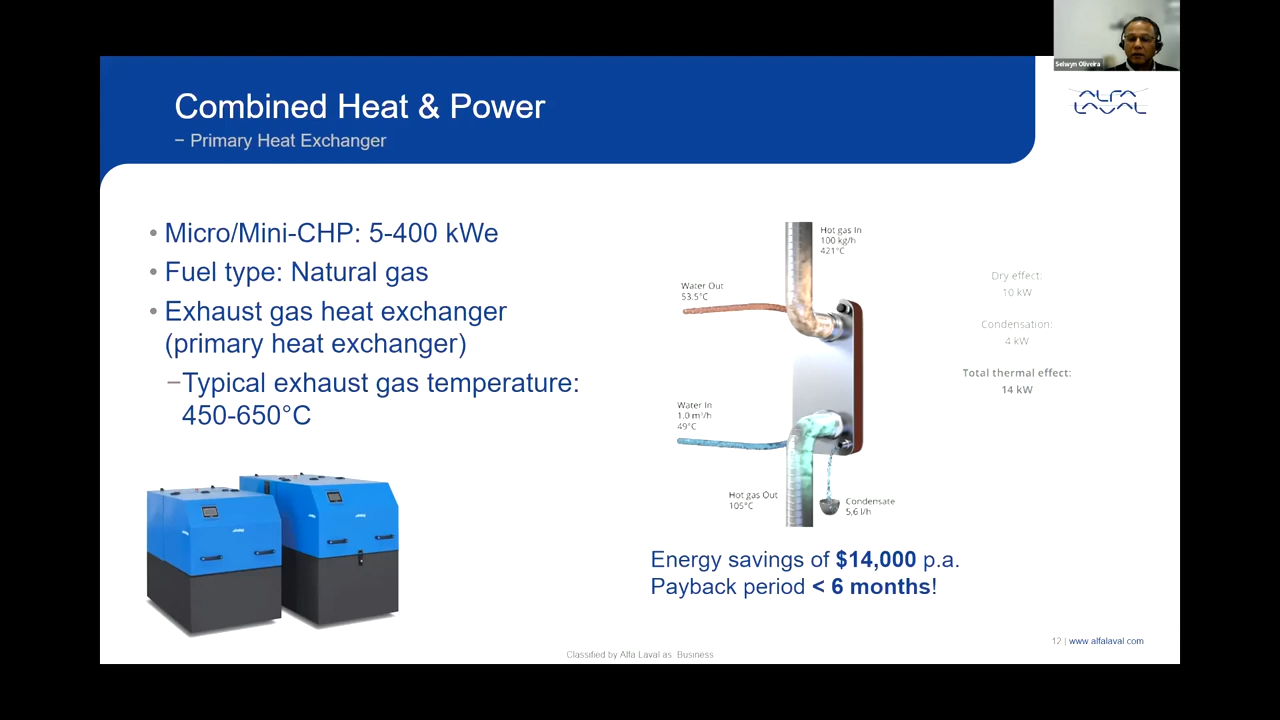 Selwyn Oliveira
ALFA
LAVAL
Combined Heat & Power
– Primary Heat Exchanger
• Micro/Mini-CHP: 5-400 kWe
• Fuel type: Natural gas
• Exhaust gas heat exchanger
(primary heat exchanger)
–Typical exhaust gas temperature:
450-650°C
Hot gas In
100 kg/h
421°C
Water Out
53.5°C
Water In
1.0 m³/h
49°C
Hot gas Out
105°C
Condensate
5,6 l/h
Dry effect:
10 kW
Condensation:
4 kW
Total thermal effect:
14 kW
Energy savings of $14,000 p.a.
Payback period < 6 months!
12 | www.alfalaval.com
Classified by Alfa Laval as: Business